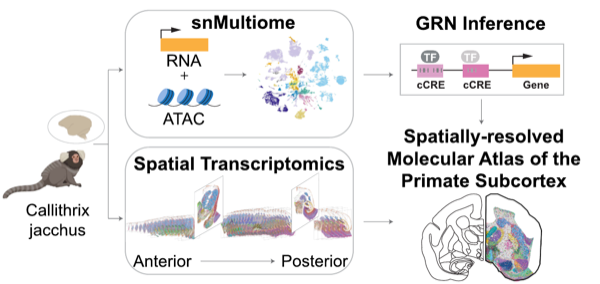 snMultiome
RNA
+
ATAC
GRN Inference
TF
TF
cCRE
cCRE
Gene
Callithrix
jacchus
Spatial Transcriptomics
Anterior
Posterior
Spatially-resolved
Molecular Atlas of the
Primate Subcortex